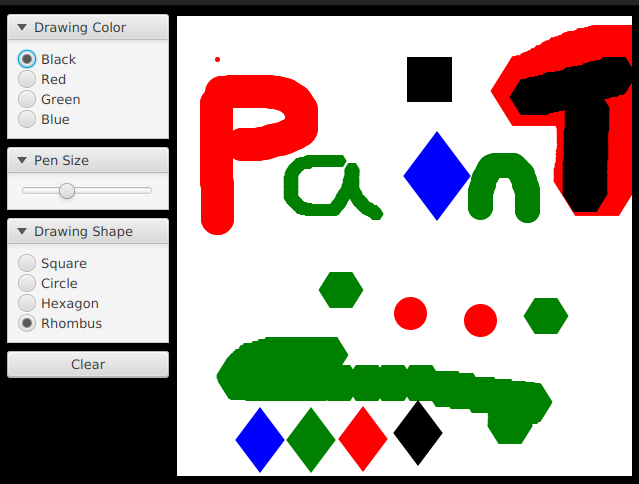 Drawing Color
Black
Red
Green
Blue
Pen Size
Drawing Shape
Square
Circle
Hexagon
Rhombus
Clear
PainT